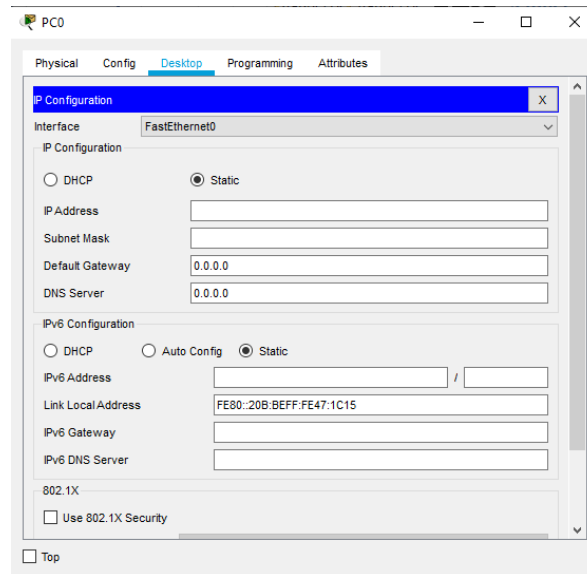 PC0
Physical Config Desktop Programming Attributes
IP Configuration X
Interface FastEthernet0
IP Configuration
DHCP Static
IP Address
Subnet Mask
Default Gateway 0.0.0.0
DNS Server 0.0.0.0
IPv6 Configuration
DHCP Auto Config Static
IPv6 Address /
Link Local Address FE80::20B:BEFF:FE47:1C15
IPv6 Gateway
IPv6 DNS Server
802.1X
Use 802.1X Security
Top